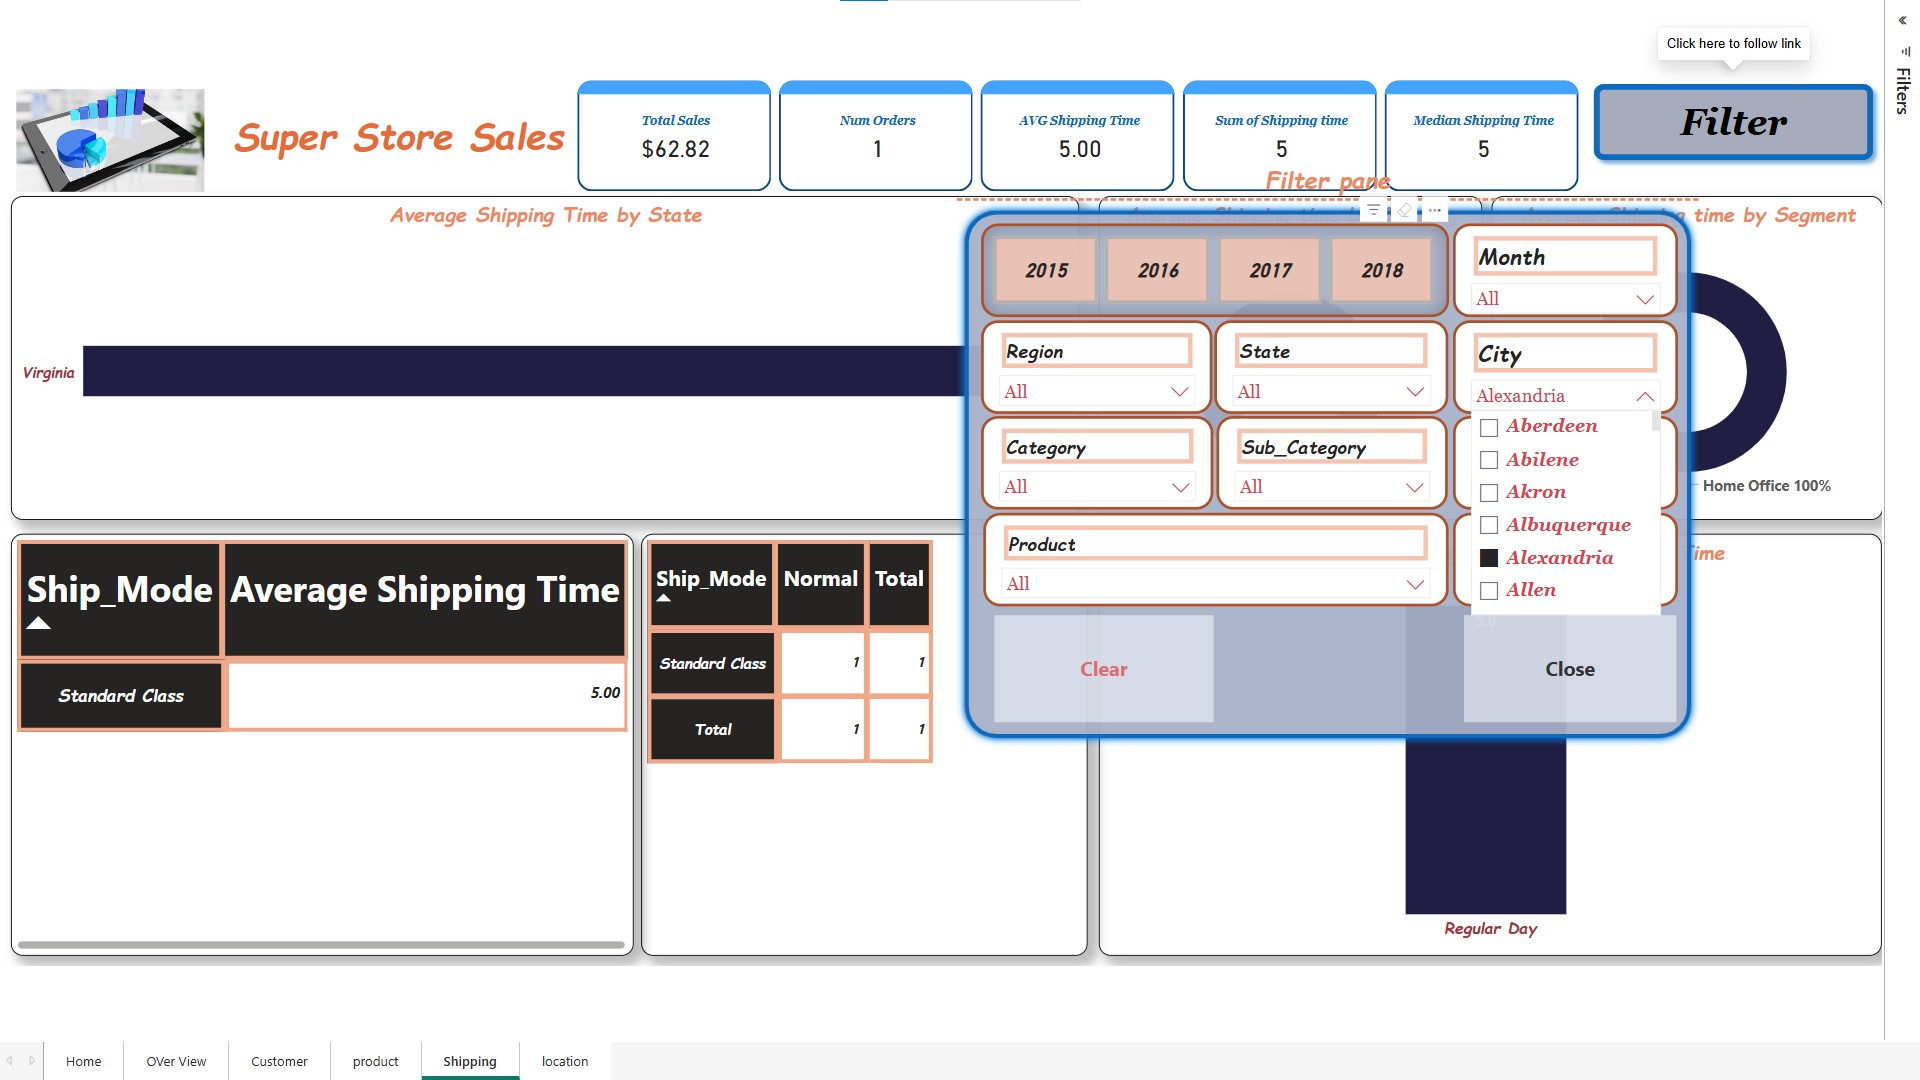 Click here to follow link
Filters
Super Store Sales
Total Sales
$62.82
Num Orders
1
AVG Shipping Time
5.00
Sum of Shipping time
5
Median Shipping Time
5
Filter
Filter pane
Average Shipping Time by State
time by Segment
Virginia
2015
2016
2017
2018
Month
All
Region
All
State
All
City
Alexandria
Aberdeen
Abilene
Akron
Albuquerque
Alexandria
Allen
Category
All
Sub_Category
All
Product
All
Clear
Close
Home Office 100%
Ship_Mode Average Shipping Time
Standard Class 5.00
Ship_Mode Normal Total
Standard Class 1 1
Total 1 1
5.0
Regular Day
Home
OVer View
Customer
product
Shipping
location